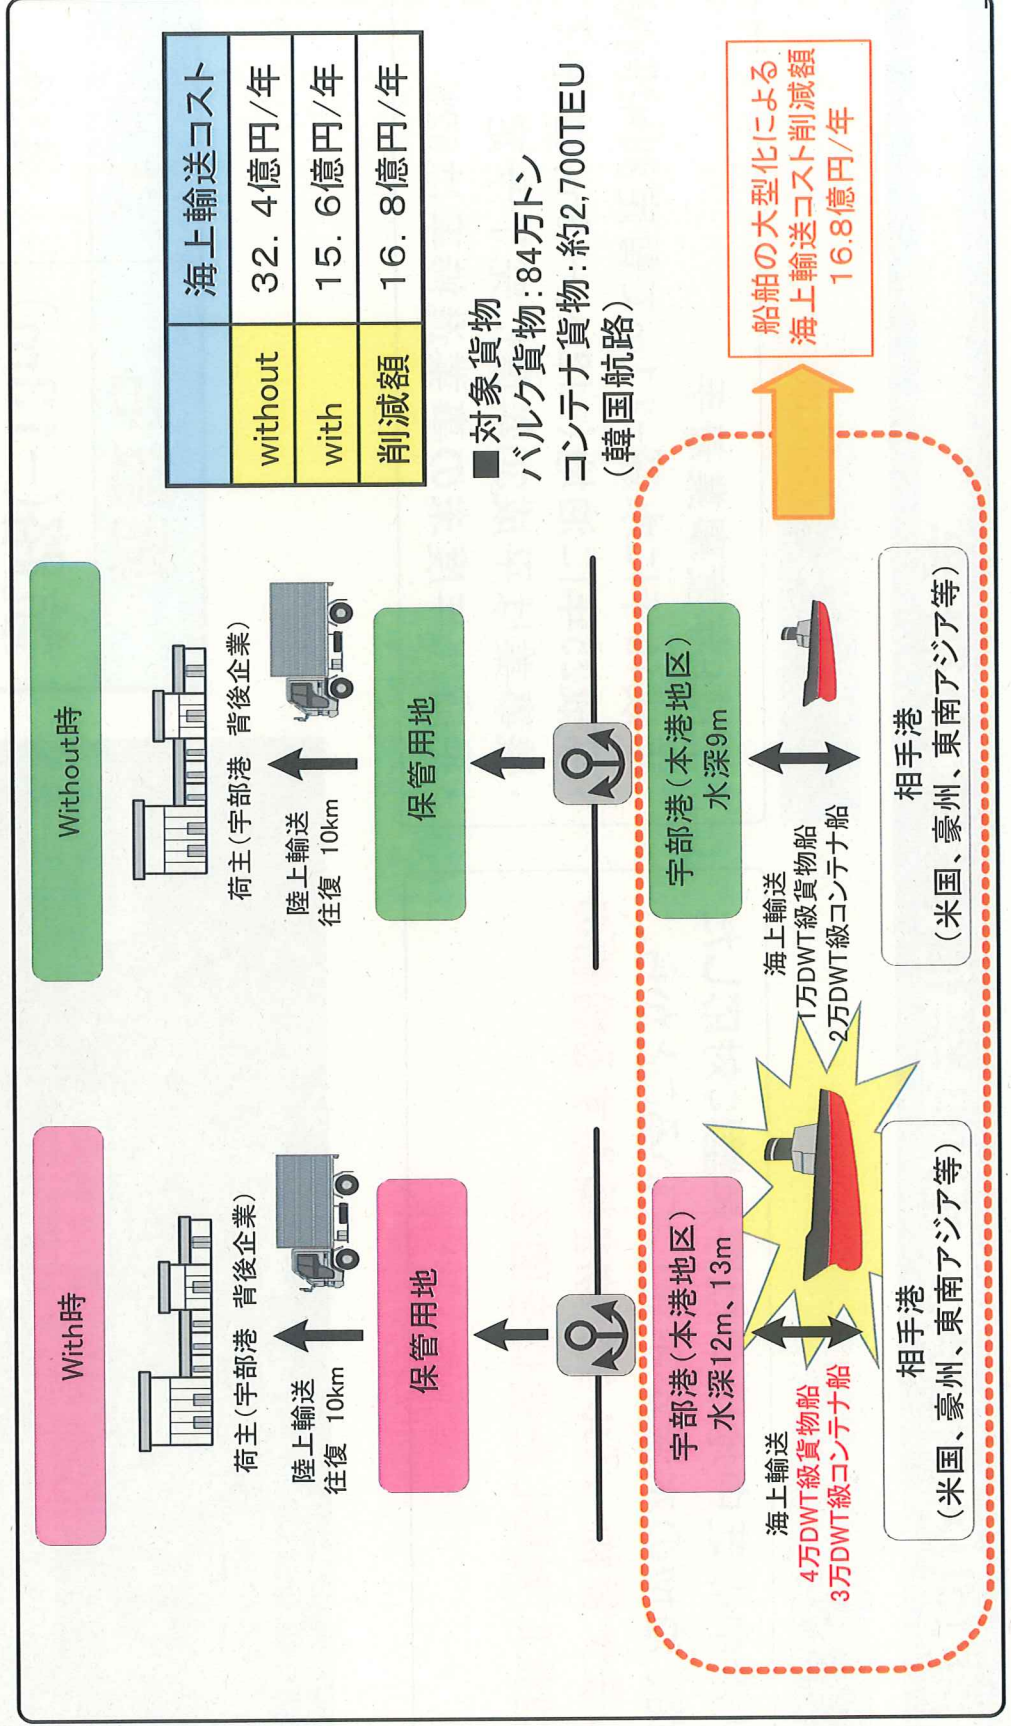 With時
荷主(宇部港 背後企業)
陸上輸送
往復 10km
保管用地
宇部港(本港地区)
水深12m、13m
海上輸送
4万DWT級貨物船
3万DWT級コンテナ船
相手港
(米国、豪州、東南アジア等)
Without時
荷主(宇部港 背後企業)
陸上輸送
往復 10km
保管用地
宇部港(本港地区)
水深9m
海上輸送
1万DWT級貨物船
2万DWT級コンテナ船
相手港
(米国、豪州、東南アジア等)
海上輸送コスト
without 32. 4億円/年
with 15. 6億円/年
削減額 16. 8億円/年
■対象貨物
バルク貨物:84万トン
コンテナ貨物:約2,700TEU
(韓国航路)
船舶の大型化による
海上輸送コスト削減額
16.8億円/年